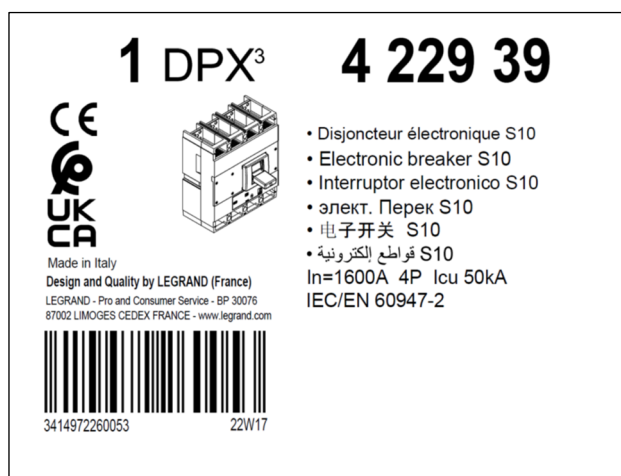 1 DPX³
4 229 39
CE
UK
CA
• Disjoncteur électronique S10
• Electronic breaker S10
• Interruptor electronico S10
• элект. Перек S10
• 电子开关 S10
• قواطع إلكترونية S10
In=1600A 4P Icu 50kA
IEC/EN 60947-2
Made in Italy
Design and Quality by LEGRAND (France)
LEGRAND - Pro and Consumer Service - BP 30076
87002 LIMOGES CEDEX FRANCE - www.legrand.com
3414972260053
22W17